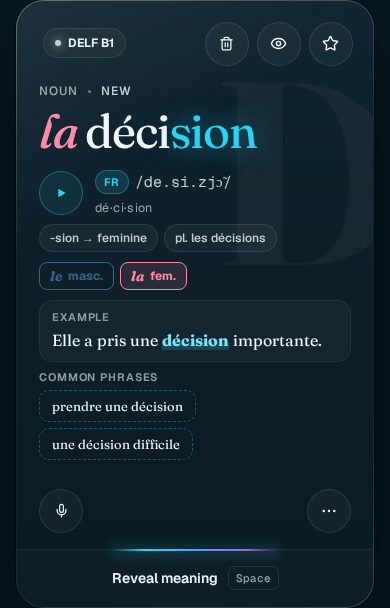 DELF B1
NOUN • NEW
la décision
FR /de.si.zjɔ̃/
dé·ci·sion
-sion → feminine pl. les décisions
le masc. la fem.
EXAMPLE
Elle a pris une décision importante.
COMMON PHRASES
prendre une décision
une décision difficile
Reveal meaning Space